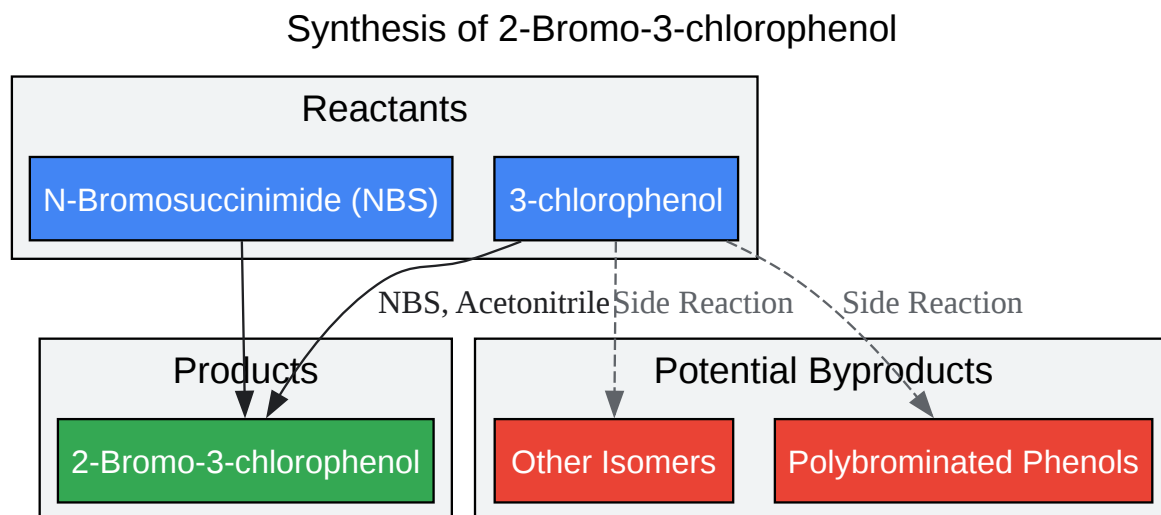 Synthesis of 2-Bromo-3-chlorophenol
Reactants
N-Bromosuccinimide (NBS)
3-chlorophenol
NBS, Acetonitrile
Side Reaction
Side Reaction
Products
Potential Byproducts
2-Bromo-3-chlorophenol
Other Isomers
Polybrominated Phenols